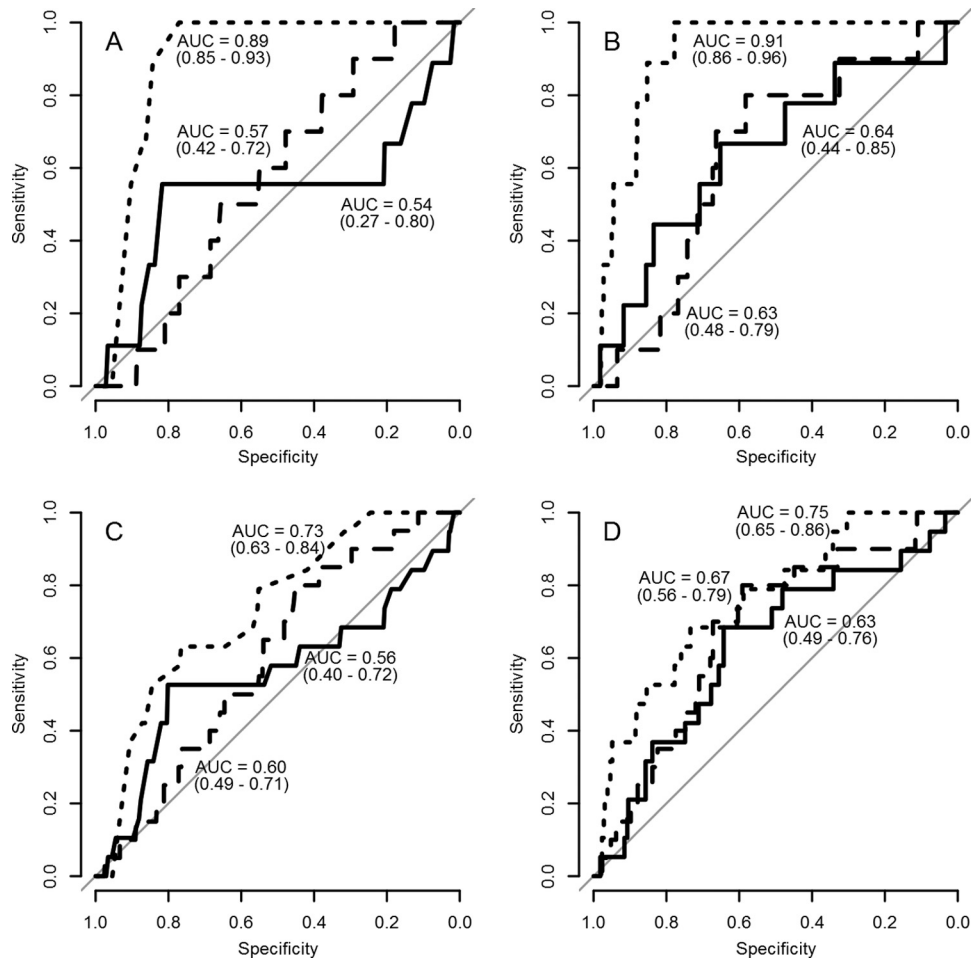 A
AUC = 0.89
(0.85 - 0.93)
AUC = 0.57
(0.42 - 0.72)
AUC = 0.54
(0.27 - 0.80)
Sensitivity
0.0 0.2 0.4 0.6 0.8 1.0
1.0 0.8 0.6 0.4 0.2 0.0
Specificity
B
AUC = 0.91
(0.86 - 0.96)
AUC = 0.64
(0.44 - 0.85)
AUC = 0.63
(0.48 - 0.79)
Sensitivity
0.0 0.2 0.4 0.6 0.8 1.0
1.0 0.8 0.6 0.4 0.2 0.0
Specificity
C
AUC = 0.73
(0.63 - 0.84)
AUC = 0.56
(0.40 - 0.72)
AUC = 0.60
(0.49 - 0.71)
Sensitivity
0.0 0.2 0.4 0.6 0.8 1.0
1.0 0.8 0.6 0.4 0.2 0.0
Specificity
D
AUC = 0.75
(0.65 - 0.86)
AUC = 0.67
(0.56 - 0.79)
AUC = 0.63
(0.49 - 0.76)
Sensitivity
0.0 0.2 0.4 0.6 0.8 1.0
1.0 0.8 0.6 0.4 0.2 0.0
Specificity